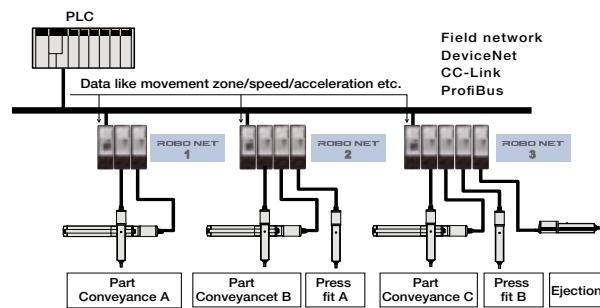 PLC
Field network
DeviceNet
CC-Link
ProfiBus
Data like movement zone/speed/acceleration etc.
ROBO NET
1
ROBO NET
2
ROBO NET
3
Part
Conveyance A
Part
Conveyancet B
Press
fit A
Part
Conveyance C
Press
fit B
Ejection